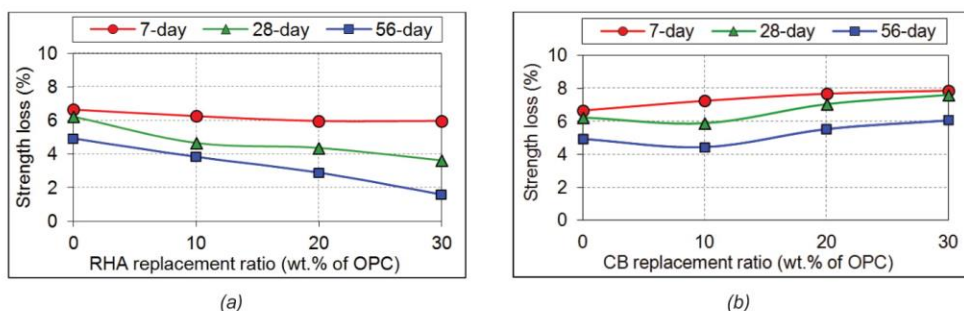 7-day 28-day 56-day
10
8
6
4
2
0
Strength loss (%)
0 10 20 30
RHA replacement ratio (wt.% of OPC)
(a)
7-day 28-day 56-day
10
8
6
4
2
0
Strength loss (%)
0 10 20 30
CB replacement ratio (wt.% of OPC)
(b)